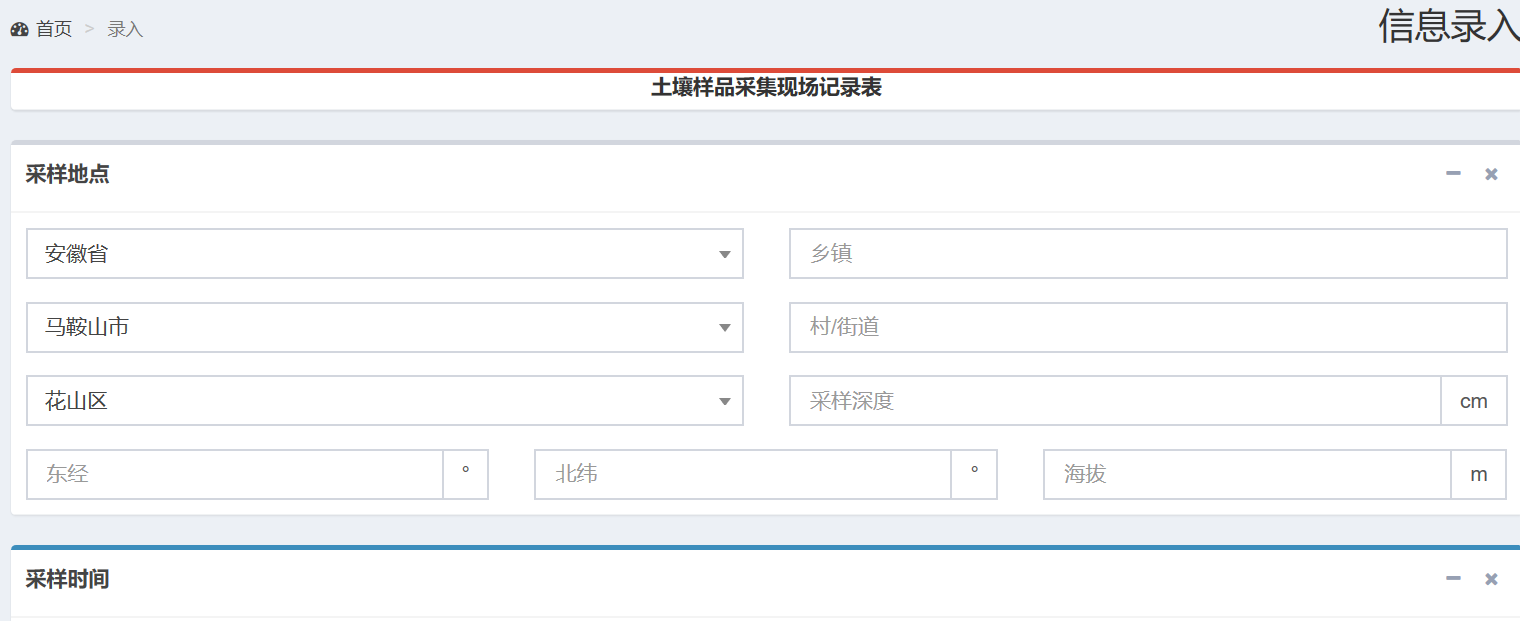 首页 > 录入
信息录入
土壤样品采集现场记录表
采样地点
安徽省
乡镇
马鞍山市
村/街道
花山区
采样深度 cm
东经 ° 北纬 ° 海拔 m
采样时间